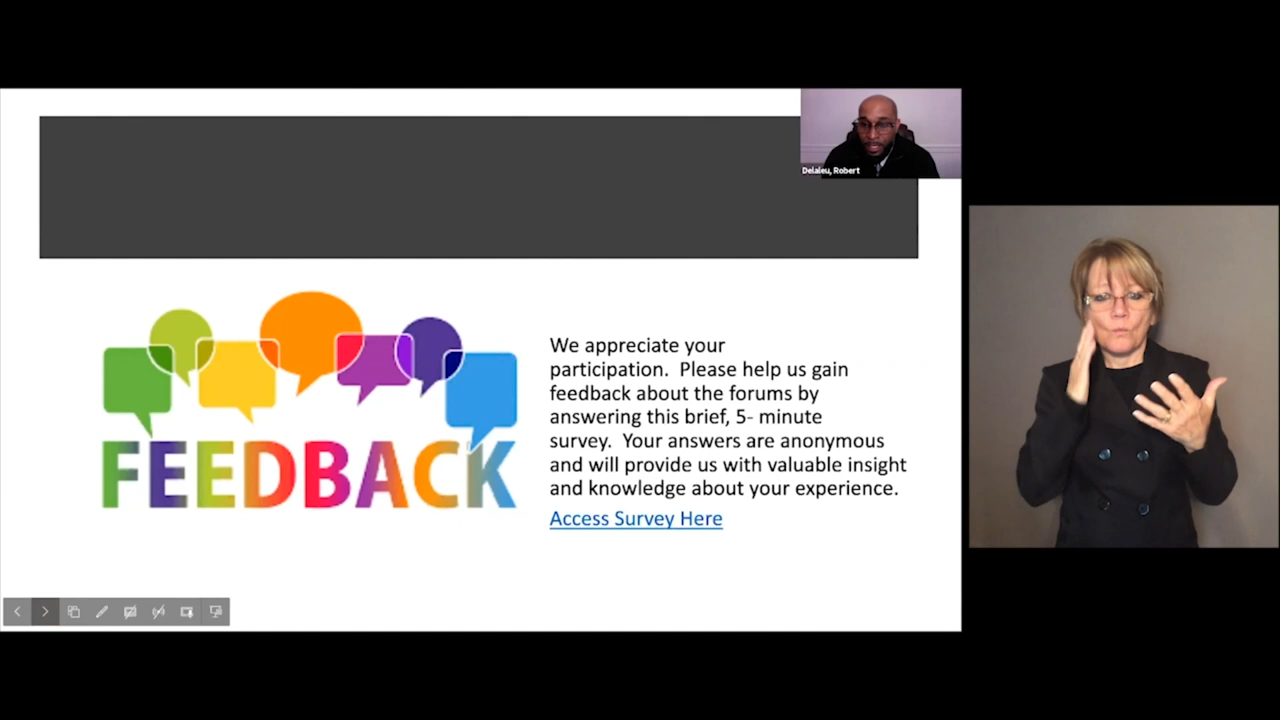 Delaleu, Robert
FEEDBACK
We appreciate your
participation.  Please help us gain
feedback about the forums by
answering this brief, 5- minute
survey.  Your answers are anonymous
and will provide us with valuable insight
and knowledge about your experience.
Access Survey Here